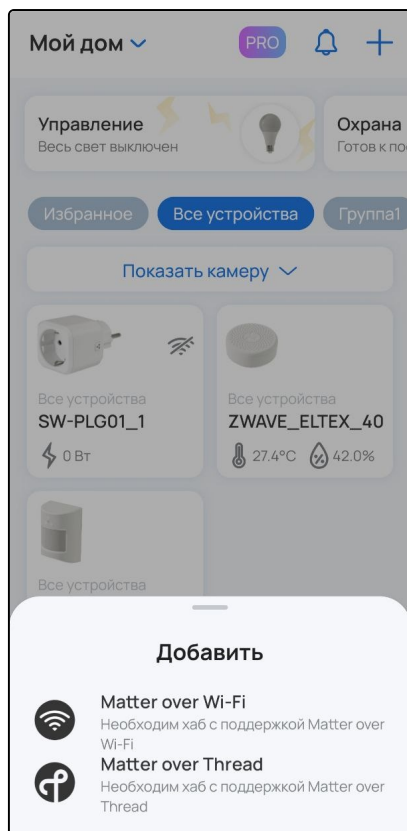 Мой дом
PRO
Управление
Весь свет выключен
Охрана
Готов к по
Избранное
Все устройства
Группа1
Показать камеру
Все устройства
SW-PLG01_1
0 Вт
Все устройства
ZWAVE_ELTEX_40
27.4°C
42.0%
Все устройства
Добавить
Matter over Wi-Fi
Необходим хаб с поддержкой Matter over
Wi-Fi
Matter over Thread
Необходим хаб с поддержкой Matter over
Thread